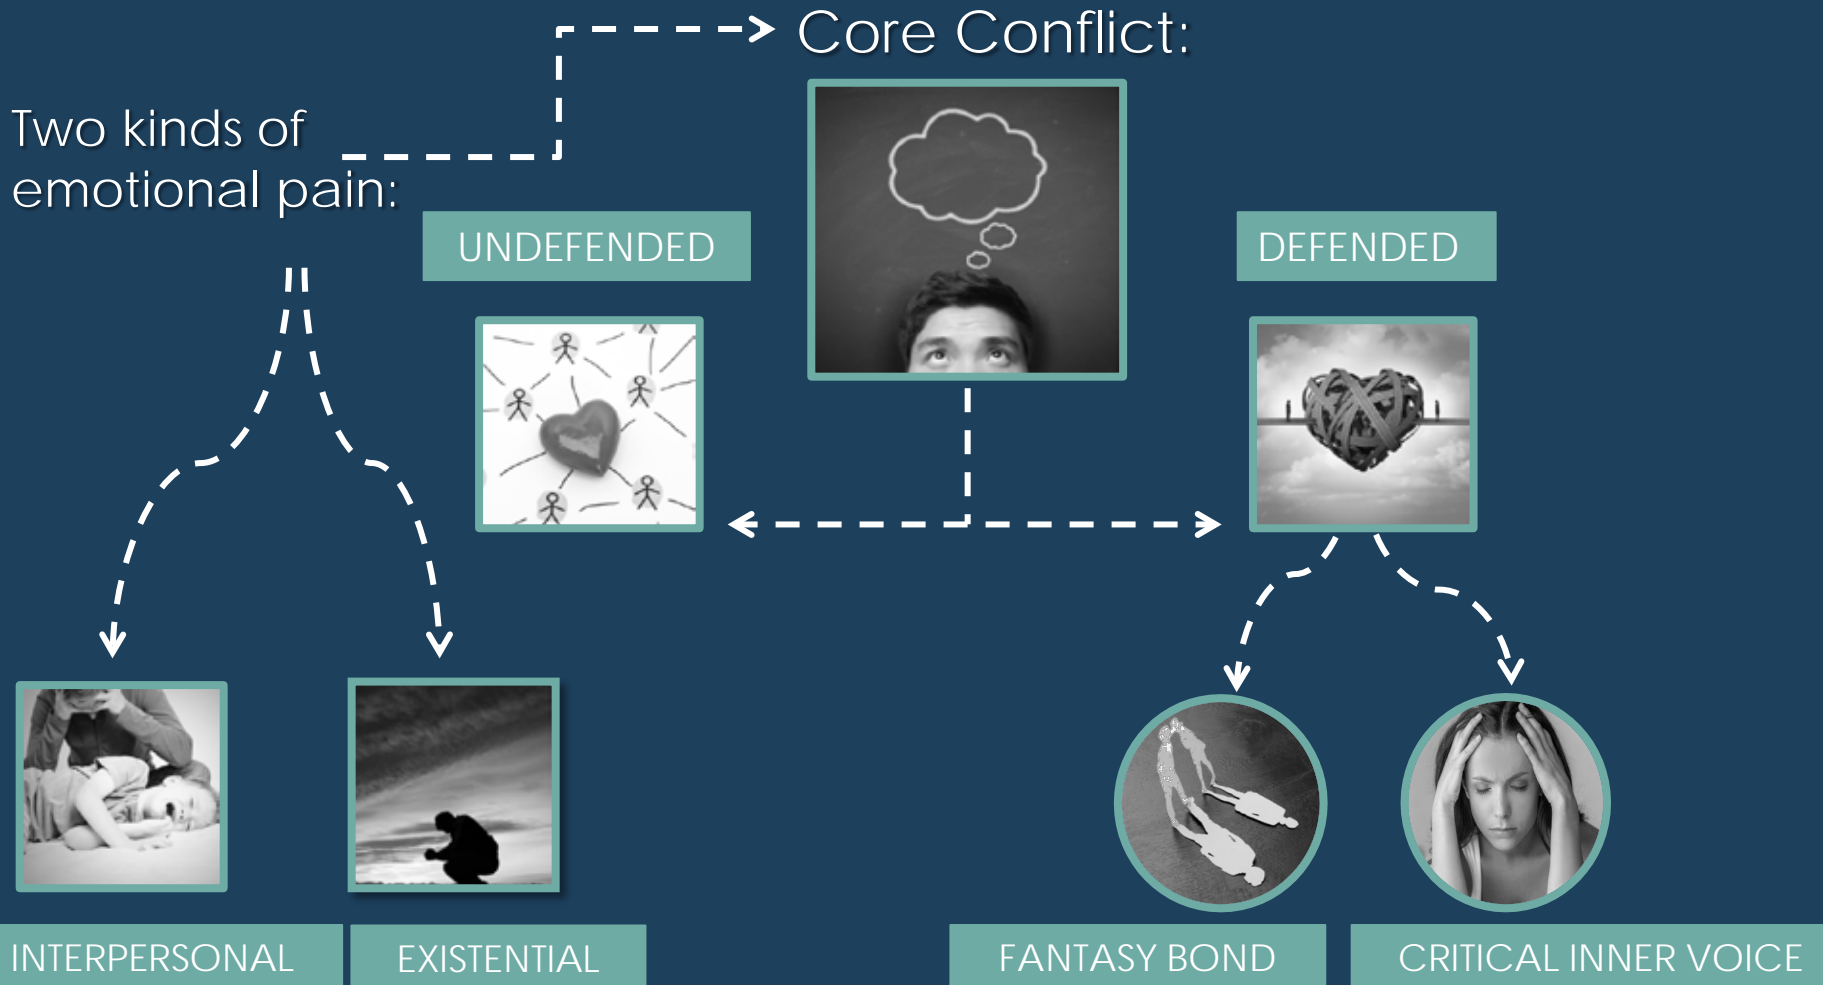 Core Conflict:
Two kinds of
emotional pain:
UNDEFENDED
DEFENDED
INTERPERSONAL
EXISTENTIAL
FANTASY BOND
CRITICAL INNER VOICE